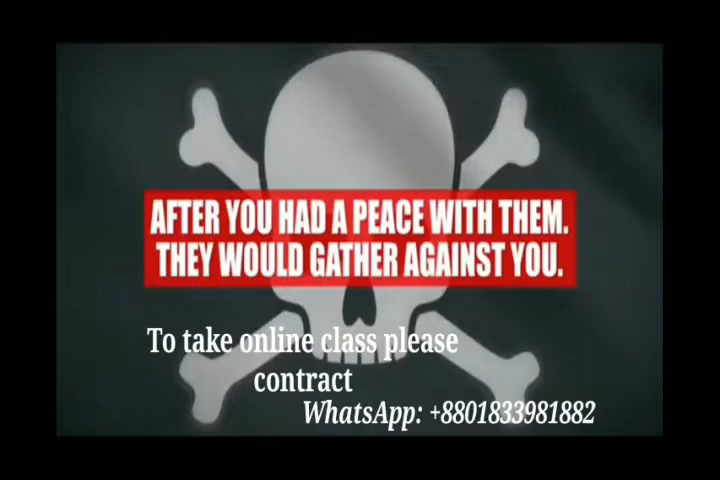 AFTER YOU HAD A PEACE WITH THEM.
THEY WOULD GATHER AGAINST YOU.
To take online class please
contract
WhatsApp: +8801833981882